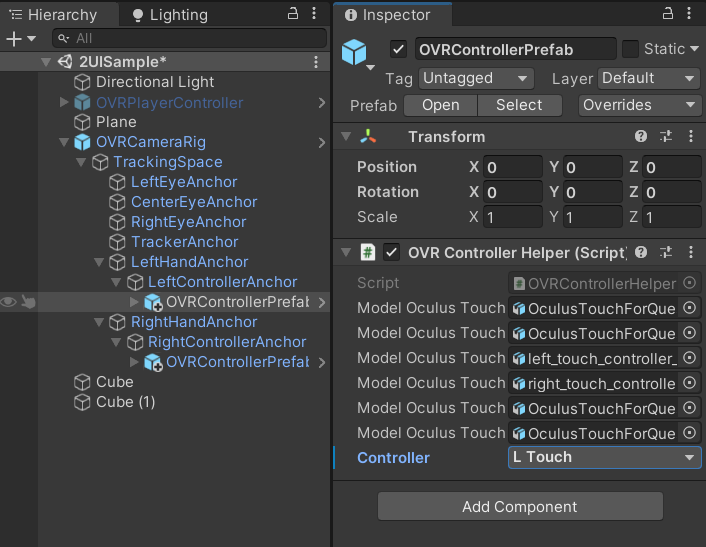 Hierarchy
Lighting
All
2UISample*
Directional Light
OVRPlayerController
Plane
OVRCameraRig
TrackingSpace
LeftEyeAnchor
CenterEyeAnchor
RightEyeAnchor
TrackerAnchor
LeftHandAnchor
LeftControllerAnchor
OVRControllerPrefab
RightHandAnchor
RightControllerAnchor
OVRControllerPrefab
Cube
Cube (1)
Inspector
OVRControllerPrefab
Static
Tag Untagged Layer Default
Prefab Open Select Overrides
Transform
Position X 0 Y 0 Z 0
Rotation X 0 Y 0 Z 0
Scale X 1 Y 1 Z 1
OVR Controller Helper (Script)
Script OVRControllerHelper
Model Oculus Touch OculusTouchForQue
Model Oculus Touch OculusTouchForQue
Model Oculus Touch left_touch_controller_
Model Oculus Touch right_touch_controlle
Model Oculus Touch OculusTouchForQue
Model Oculus Touch OculusTouchForQue
Controller L Touch
Add Component